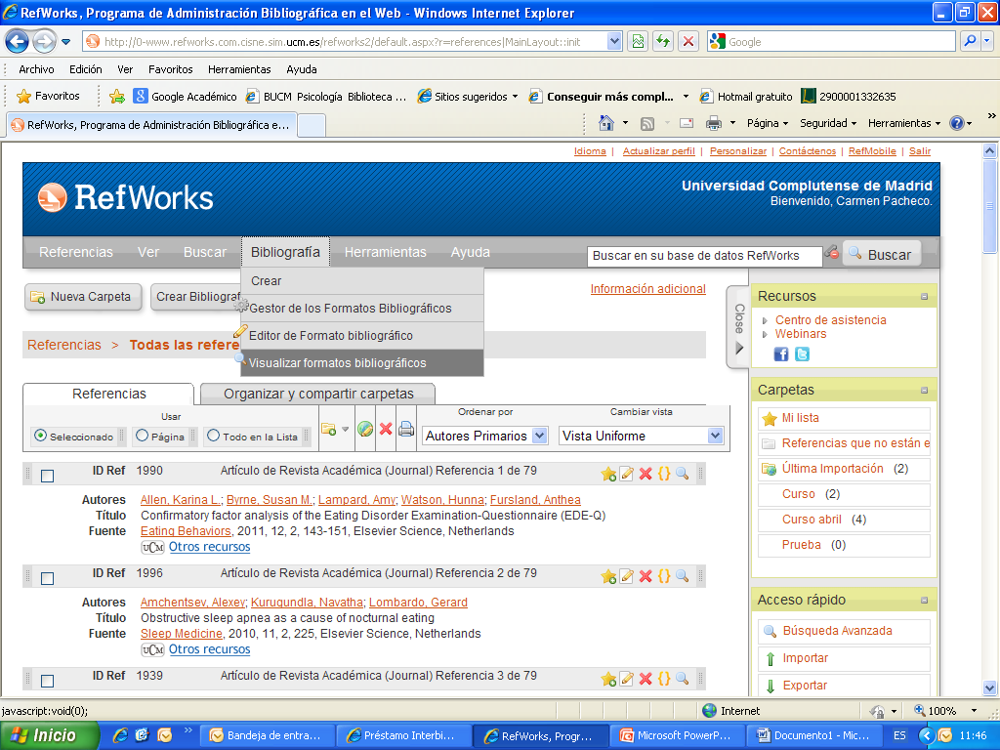 RefWorks, Programa de Administración Bibliográfica en el Web - Windows Internet Explorer
http://0-www.refworks.com.cisne.sim.ucm.es/refworks2/default.aspx?r=references|MainLayout::init
Google
Archivo Edición Ver Favoritos Herramientas Ayuda
Favoritos Google Académico BUCM Psicología Biblioteca ... Sitios sugeridos Conseguir más compl... Hotmail gratuito 2900001332635
RefWorks, Programa de Administración Bibliográfica e... Página Seguridad Herramientas
Idioma | Actualizar perfil | Personalizar | Contáctenos | RefMobile | Salir
RefWorks
Universidad Complutense de Madrid
Bienvenido, Carmen Pacheco.
Referencias Ver Buscar Bibliografía Herramientas Ayuda Buscar en su base de datos RefWorks Buscar
Crear
Gestor de los Formatos Bibliográficos
Editor de Formato bibliográfico
Visualizar formatos bibliográficos
Nueva Carpeta Crear Bibliograf
Información adicional
Referencias > Todas las refere
Close
Referencias Organizar y compartir carpetas
Usar Ordenar por Cambiar vista
Seleccionado Página Todo en la Lista Autores Primarios Vista Uniforme
ID Ref 1990 Artículo de Revista Académica (Journal) Referencia 1 de 79
Autores Allen, Karina L.; Byrne, Susan M.; Lampard, Amy; Watson, Hunna; Fursland, Anthea
Título Confirmatory factor analysis of the Eating Disorder Examination-Questionnaire (EDE-Q)
Fuente Eating Behaviors, 2011, 12, 2, 143-151, Elsevier Science, Netherlands
UCM Otros recursos
ID Ref 1996 Artículo de Revista Académica (Journal) Referencia 2 de 79
Autores Amchentsev, Alexey; Kurugundla, Navatha; Lombardo, Gerard
Título Obstructive sleep apnea as a cause of nocturnal eating
Fuente Sleep Medicine, 2010, 11, 2, 225, Elsevier Science, Netherlands
UCM Otros recursos
ID Ref 1939 Artículo de Revista Académica (Journal) Referencia 3 de 79
Recursos
Centro de asistencia
Webinars
Carpetas
Mi lista
Referencias que no están e
Última Importación (2)
Curso (2)
Curso abril (4)
Prueba (0)
Acceso rápido
Búsqueda Avanzada
Importar
Exportar
javascript:void(0); Internet 100%
Inicio Bandeja de entra... Préstamo Interbi... RefWorks, Progr... Microsoft PowerP... Documento1 - Mic... ES 11:46